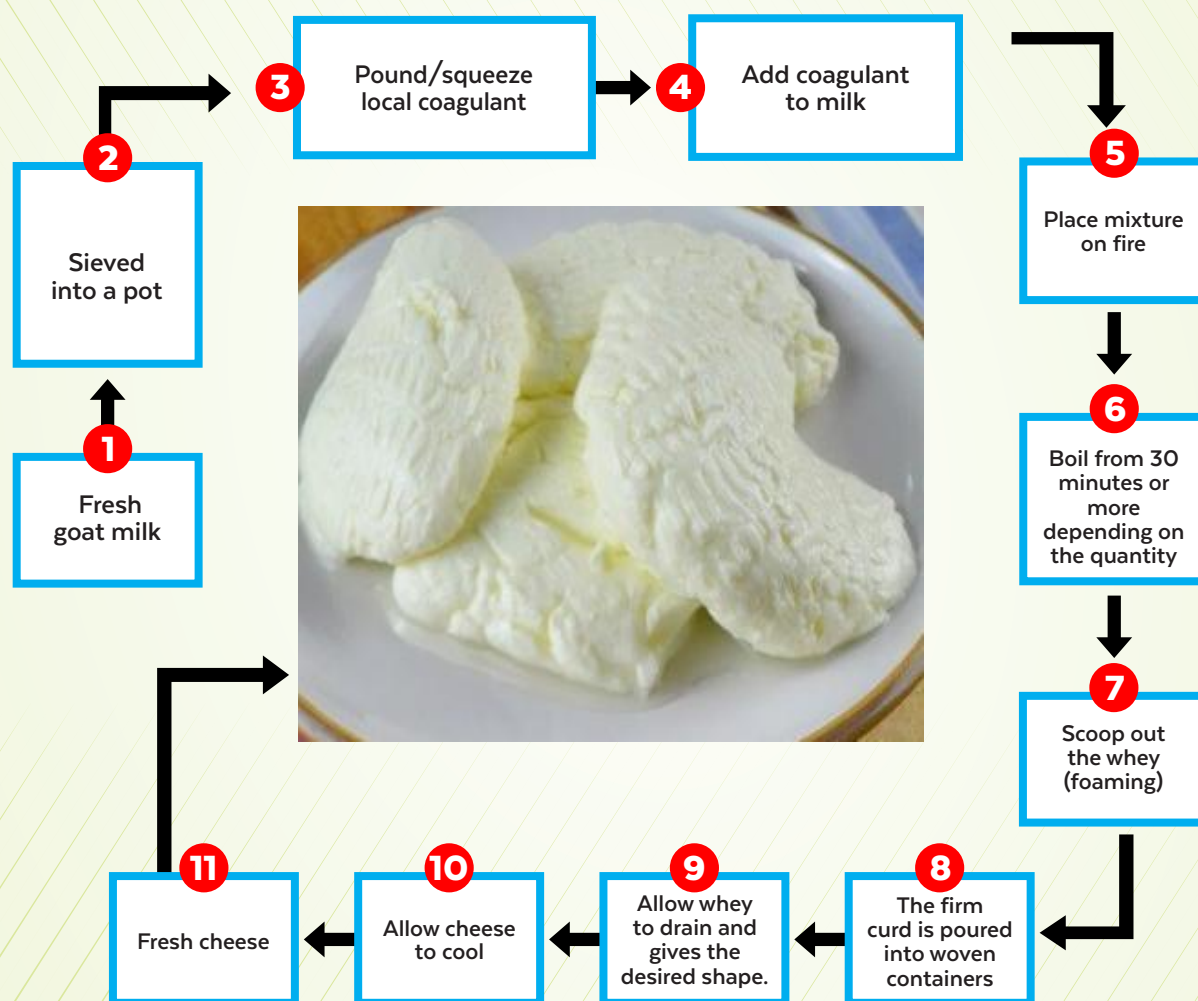 1
Fresh
goat milk
2
Sieved
into a pot
3
Pound/squeeze
local coagulant
4
Add coagulant
to milk
5
Place mixture
on fire
6
Boil from 30
minutes or
more
depending on
the quantity
7
Scoop out
the whey
(foaming)
8
The firm
curd is poured
into woven
containers
9
Allow whey
to drain and
gives the
desired shape.
10
Allow cheese
to cool
11
Fresh cheese